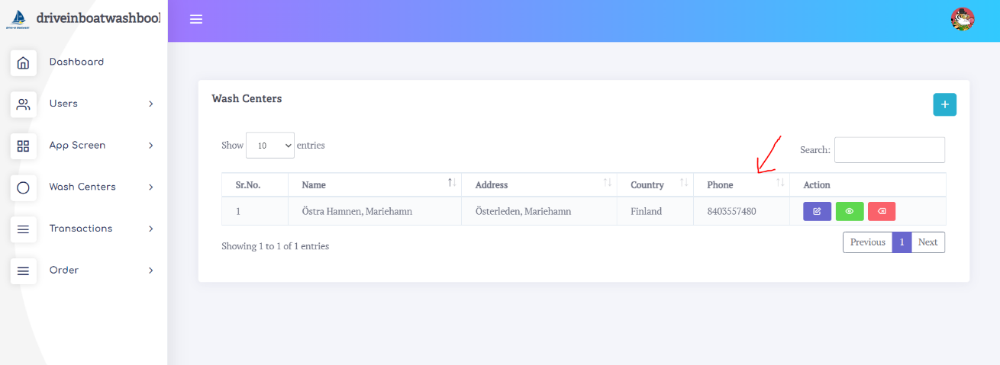 driveinboatwashbool
Dashboard
Users
App Screen
Wash Centers
Transactions
Order
Wash Centers
+
Show 10 entries
Search:
Sr.No. Name Address Country Phone Action
1 Östra Hamnen, Mariehamn Österleden, Mariehamn Finland 8403557480
Showing 1 to 1 of 1 entries
Previous 1 Next